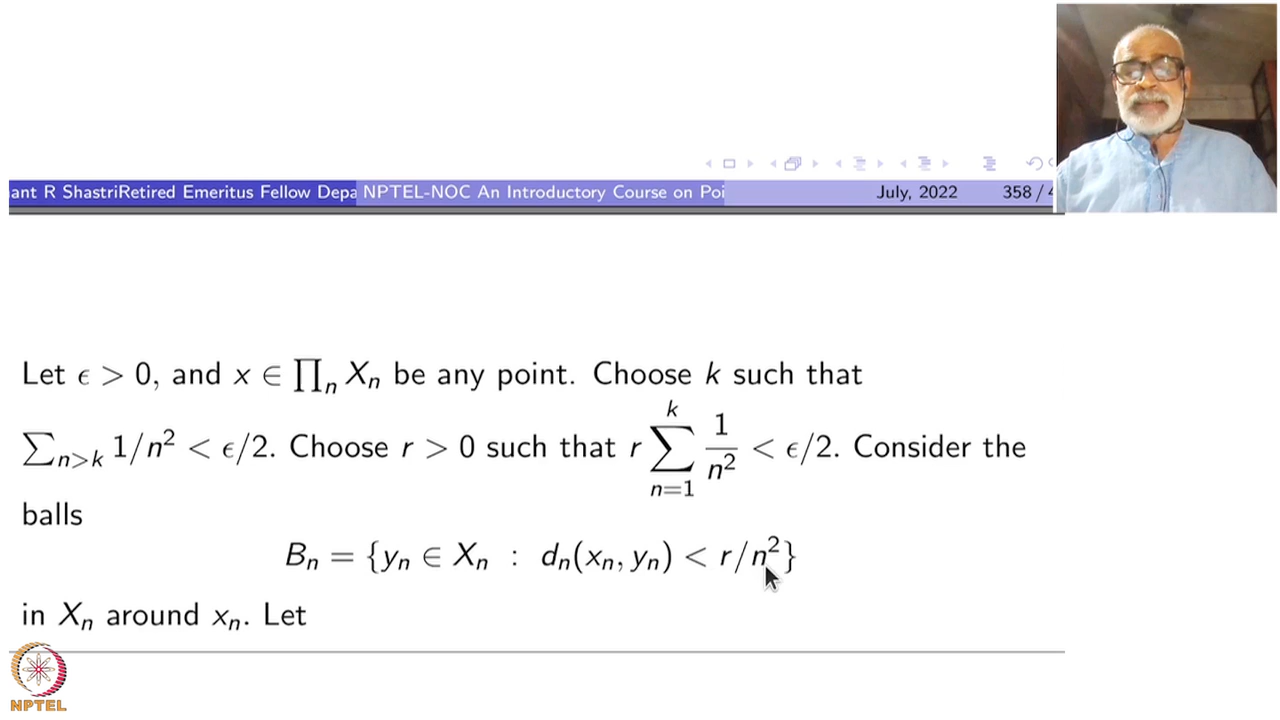 ant R ShastriRetired Emeritus Fellow Depa NPTEL-NOC An Introductory Course on Poi July, 2022 358 / 4
Let ϵ > 0, and x ∈ ∏ₙ Xₙ be any point. Choose k such that
∑_{n>k} 1/n² < ϵ/2. Choose r > 0 such that r ∑_{n=1}^{k} 1/n² < ϵ/2. Consider the
balls
Bₙ = {yₙ ∈ Xₙ : dₙ(xₙ, yₙ) < r/n²}
in Xₙ around xₙ. Let
NPTEL